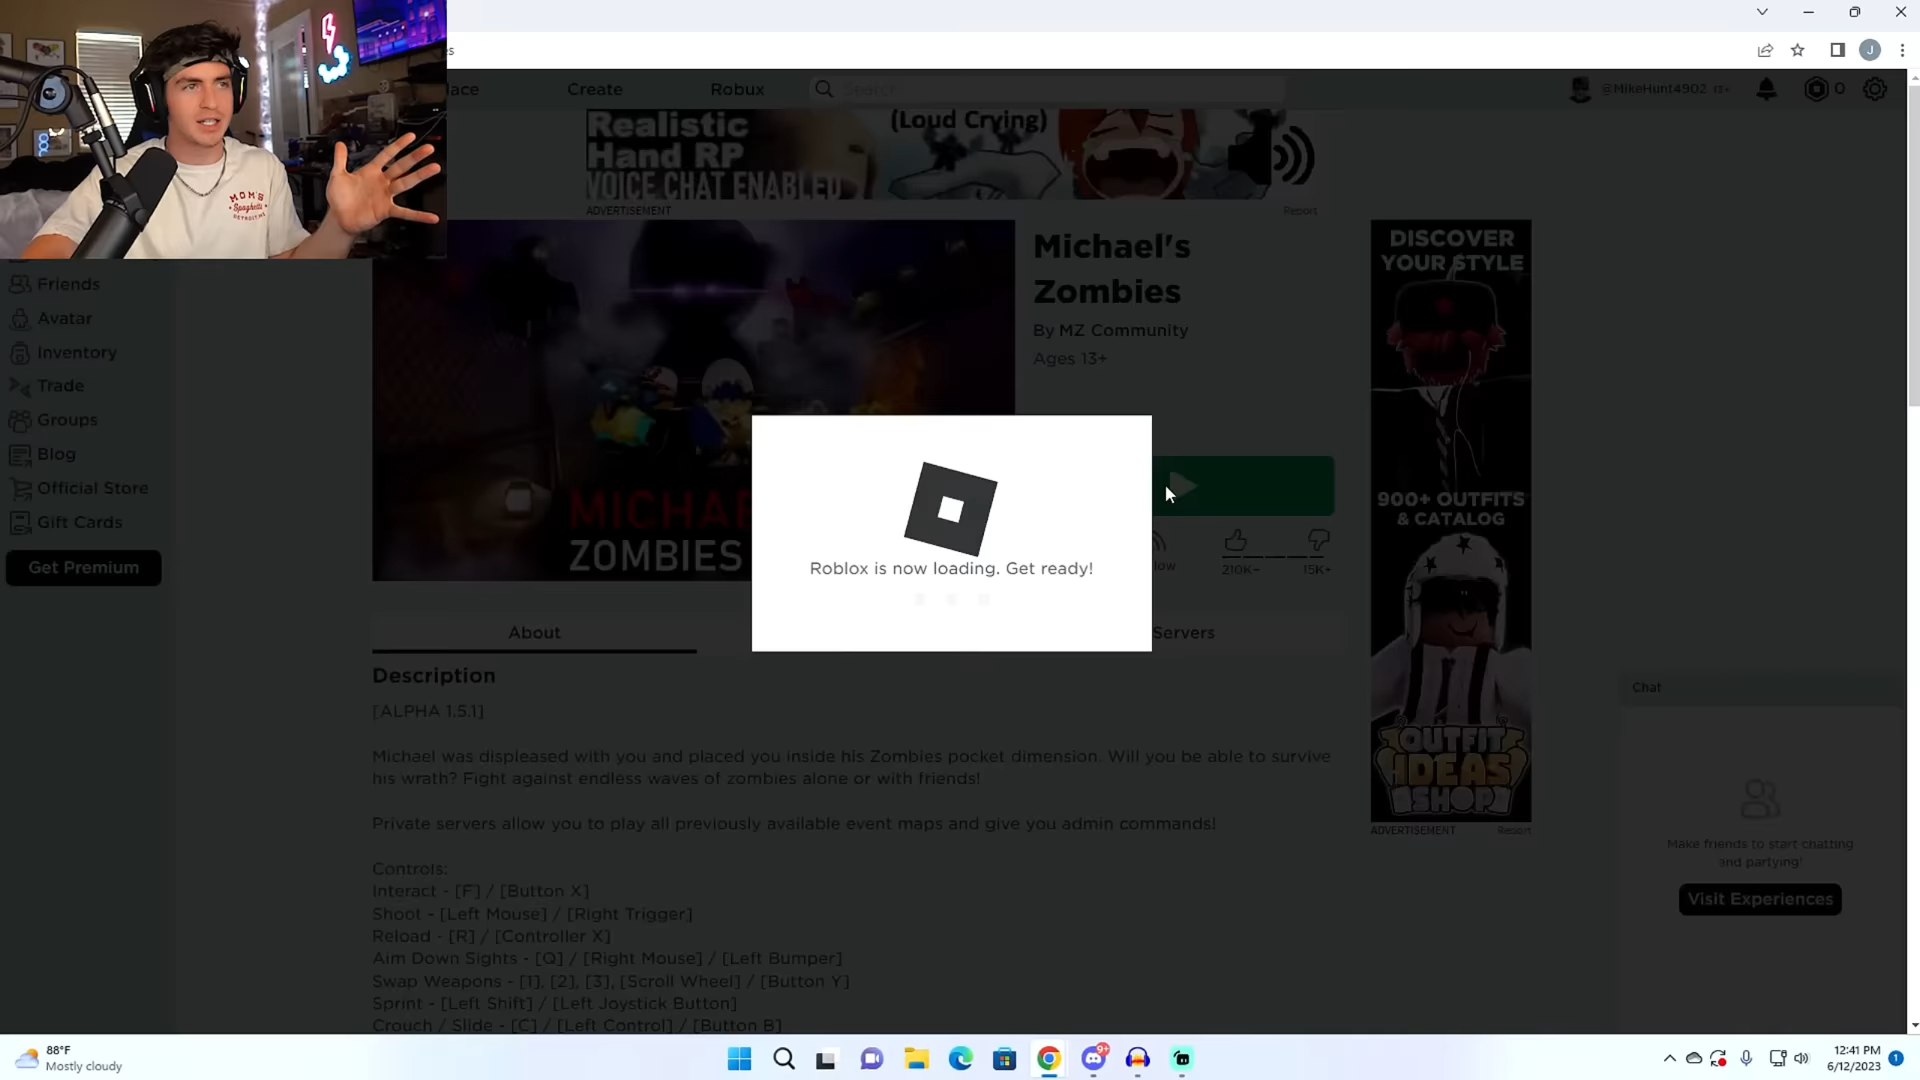 Create
Robux
Search
@MikeHunt4902 13+
0
Realistic
Hand RP
VOICE CHAT ENABLED
(Loud Crying)
ADVERTISEMENT
Report
MOM'S
Spaghetti
Friends
Avatar
Inventory
Trade
Groups
Blog
Official Store
Gift Cards
Get Premium
ZOMBIES
Michael's
Zombies
By MZ Community
Ages 13+
210K+
15K+
Roblox is now loading. Get ready!
DISCOVER
YOUR STYLE
900+ OUTFITS
& CATALOG
OUTFIT
IDEAS
SHOP
ADVERTISEMENT
Report
About
Servers
Description
[ALPHA 1.5.1]
Michael was displeased with you and placed you inside his Zombies pocket dimension. Will you be able to survive
his wrath? Fight against endless waves of zombies alone or with friends!
Private servers allow you to play all previously available event maps and give you admin commands!
Controls:
Interact - [F] / [Button X]
Shoot - [Left Mouse] / [Right Trigger]
Reload - [R] / [Controller X]
Aim Down Sights - [Q] / [Right Mouse] / [Left Bumper]
Swap Weapons - [1], [2], [3], [Scroll Wheel] / [Button Y]
Sprint - [Left Shift] / [Left Joystick Button]
Crouch / Slide - [C] / [Left Control] / [Button B]
Chat
Make friends to start chatting
and partying!
Visit Experiences
88°F
Mostly cloudy
9+
12:41 PM
6/12/2023
1
J